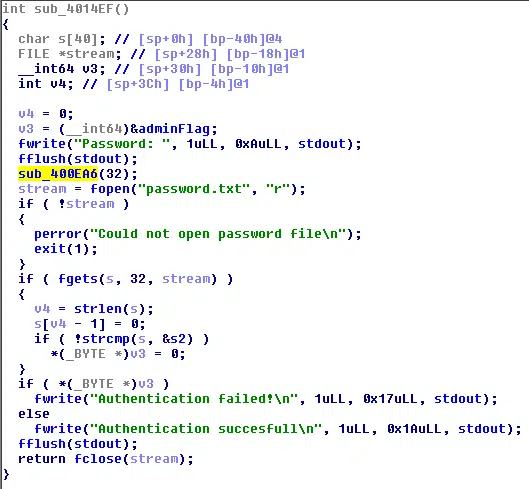 int sub_4014EF()
{
char s[40]; // [sp+0h] [bp-40h]@4
FILE *stream; // [sp+28h] [bp-18h]@1
__int64 v3; // [sp+30h] [bp-10h]@1
int v4; // [sp+3Ch] [bp-4h]@1
v4 = 0;
v3 = (__int64)&adminFlag;
fwrite("Password: ", 1uLL, 0xAuLL, stdout);
fflush(stdout);
sub_400EA6(32);
stream = fopen("password.txt", "r");
if ( !stream )
{
perror("Could not open password file\n");
exit(1);
}
if ( fgets(s, 32, stream) )
{
v4 = strlen(s);
s[v4 - 1] = 0;
if ( !strcmp(s, &s2) )
*(_BYTE *)v3 = 0;
}
if ( *(_BYTE *)v3 )
fwrite("Authentication failed!\n", 1uLL, 0x17uLL, stdout);
else
fwrite("Authentication succesfull\n", 1uLL, 0x1AuLL, stdout);
fflush(stdout);
return fclose(stream);
}